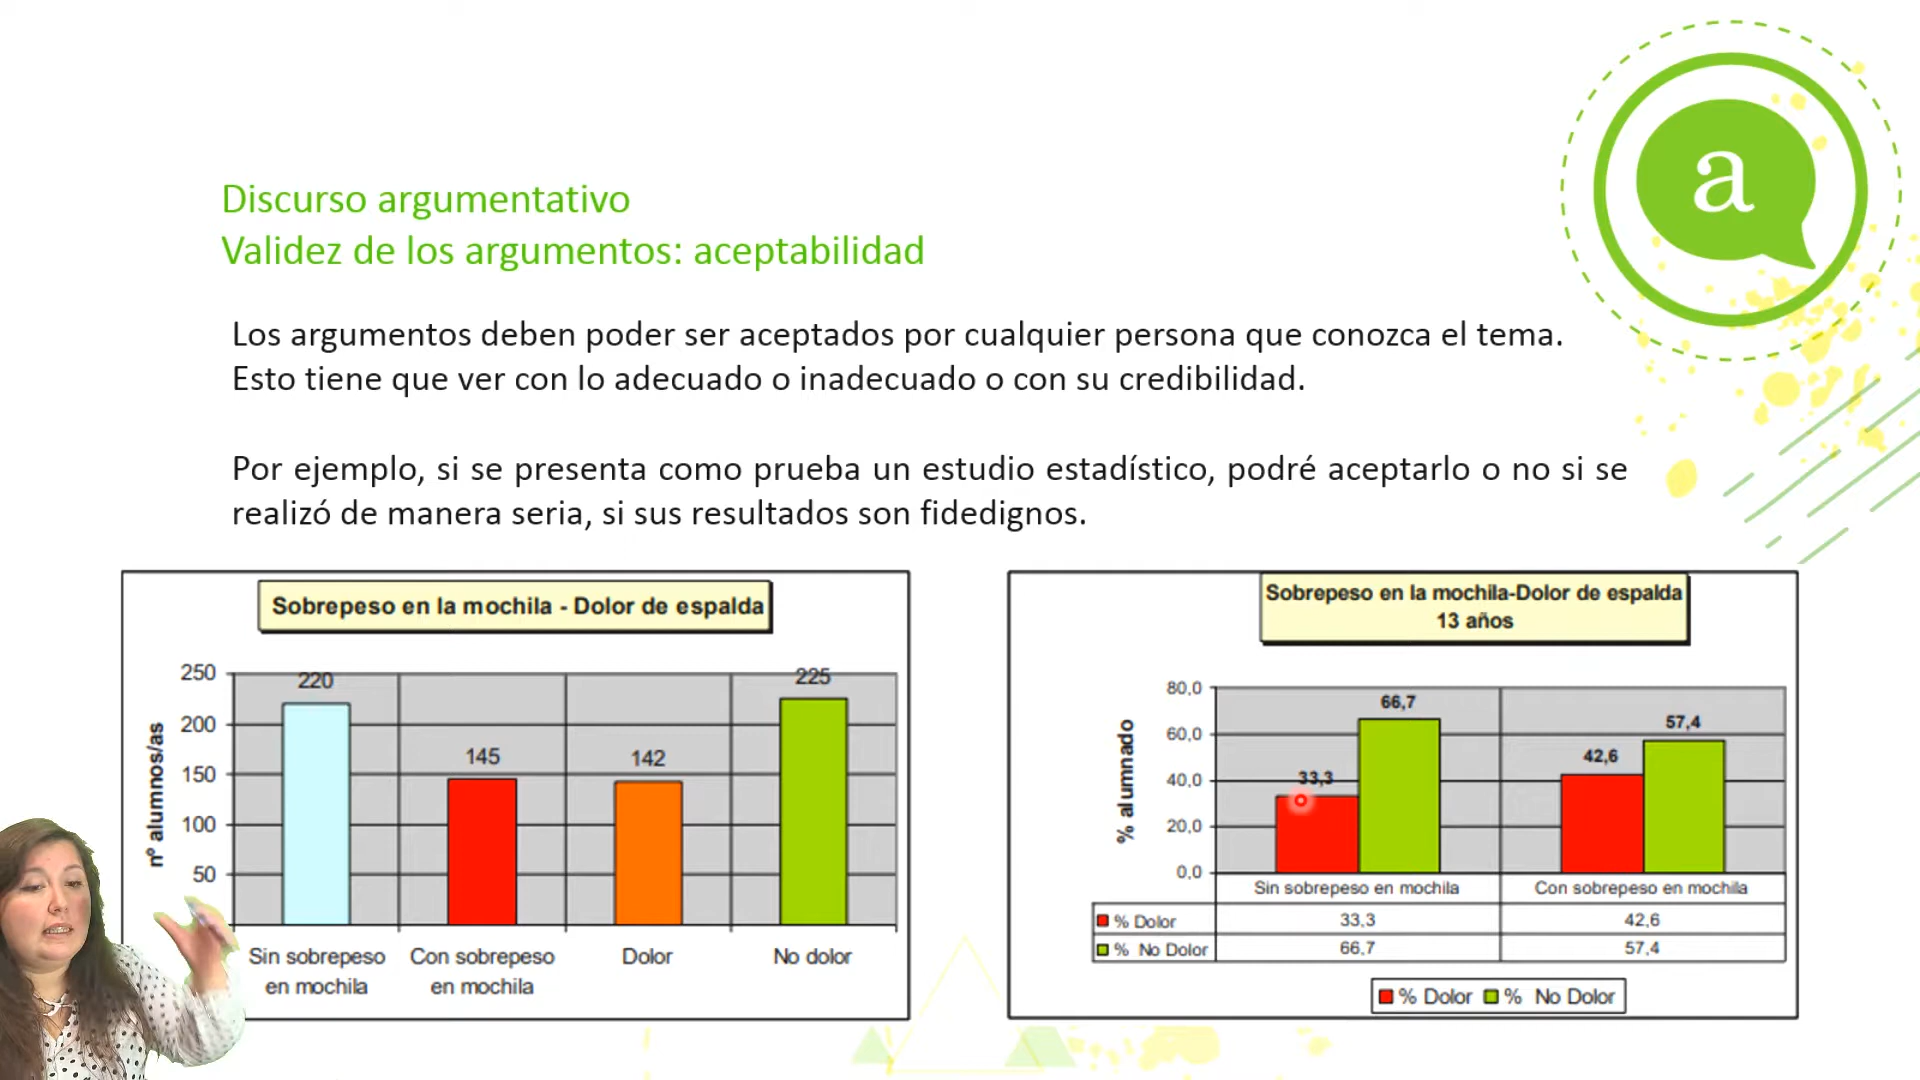 a
Discurso argumentativo
Validez de los argumentos: aceptabilidad
Los argumentos deben poder ser aceptados por cualquier persona que conozca el tema.
Esto tiene que ver con lo adecuado o inadecuado o con su credibilidad.
Por ejemplo, si se presenta como prueba un estudio estadístico, podré aceptarlo o no si se
realizó de manera seria, si sus resultados son fidedignos.
Sobrepeso en la mochila - Dolor de espalda
nº alumnos/as
250
200
150
100
50
220
145
142
225
Sin sobrepeso
en mochila
Con sobrepeso
en mochila
Dolor
No dolor
Sobrepeso en la mochila-Dolor de espalda
13 años
% alumnado
80,0
60,0
40,0
20,0
0,0
33,3
66,7
42,6
57,4
Sin sobrepeso en mochila Con sobrepeso en mochila
% Dolor 33,3 42,6
% No Dolor 66,7 57,4
% Dolor % No Dolor